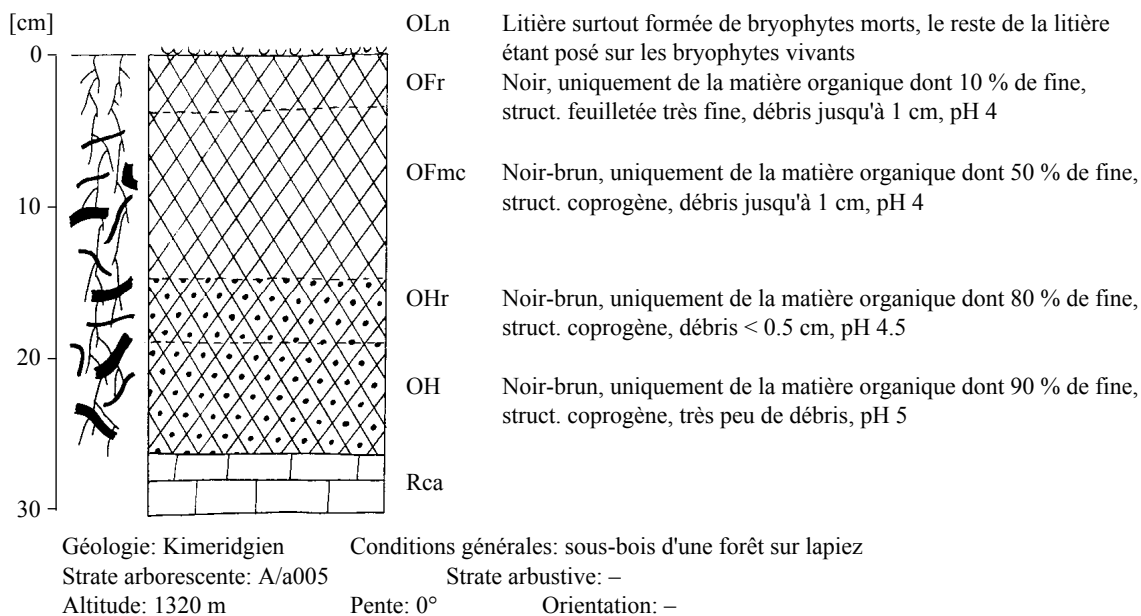 [cm]
OLn Litière surtout formée de bryophytes morts, le reste de la litière
0 étant posé sur les bryophytes vivants
OFr Noir, uniquement de la matière organique dont 10 % de fine,
struct. feuilletée très fine, débris jusqu'à 1 cm, pH 4
OFmc Noir-brun, uniquement de la matière organique dont 50 % de fine,
10 struct. coprogène, débris jusqu'à 1 cm, pH 4
OHr Noir-brun, uniquement de la matière organique dont 80 % de fine,
struct. coprogène, débris < 0.5 cm, pH 4.5
20
OH Noir-brun, uniquement de la matière organique dont 90 % de fine,
struct. coprogène, très peu de débris, pH 5
Rca
30
Géologie: Kimeridgien Conditions générales: sous-bois d'une forêt sur lapiez
Strate arborescente: A/a005 Strate arbustive: –
Altitude: 1320 m Pente: 0° Orientation: –